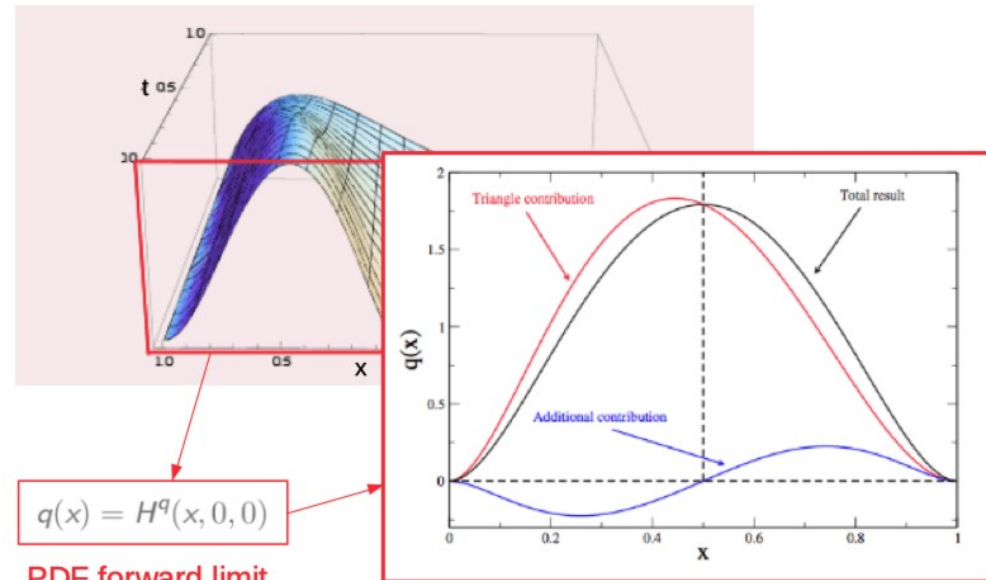 1.0
t 0.5
0.0
1.0
0.5
x
2
1.5
1
0.5
0
q(x)
Triangle contribution
Total result
Additional contribution
0
0.2
0.4
0.6
0.8
1
x
q(x) = H^q(x, 0, 0)
PDF forward limit